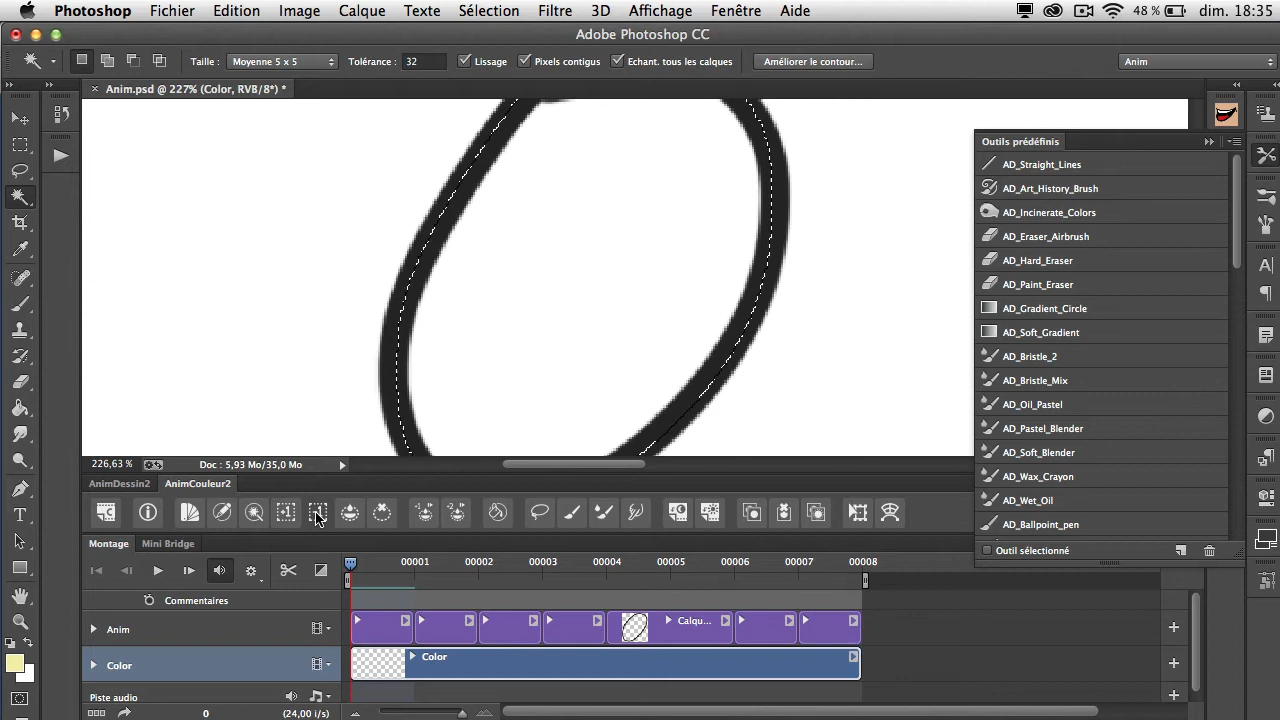 Photoshop Fichier Edition Image Calque Texte Sélection Filtre 3D Affichage Fenêtre Aide 48 % dim. 18:35
Adobe Photoshop CC
Taille : Moyenne 5 x 5 Tolérance : 32 Lissage Pixels contigus Echant. tous les calques Améliorer le contour... Anim
× Anim.psd @ 227% (Color, RVB/8*) *
Outils prédéfinis
AD_Straight_Lines
AD_Art_History_Brush
AD_Incinerate_Colors
AD_Eraser_Airbrush
AD_Hard_Eraser
AD_Paint_Eraser
AD_Gradient_Circle
AD_Soft_Gradient
AD_Bristle_2
AD_Bristle_Mix
AD_Oil_Pastel
AD_Pastel_Blender
AD_Soft_Blender
AD_Wax_Crayon
AD_Wet_Oil
AD_Ballpoint_pen
Outil sélectionné
226,63 % Doc : 5,93 Mo/35,0 Mo
AnimDessin2 AnimCouleur2
Montage Mini Bridge
00001 00002 00003 00004 00005 00006 00007 00008
Commentaires
Anim Calqu...
Color Color
Piste audio
0 (24,00 i/s)